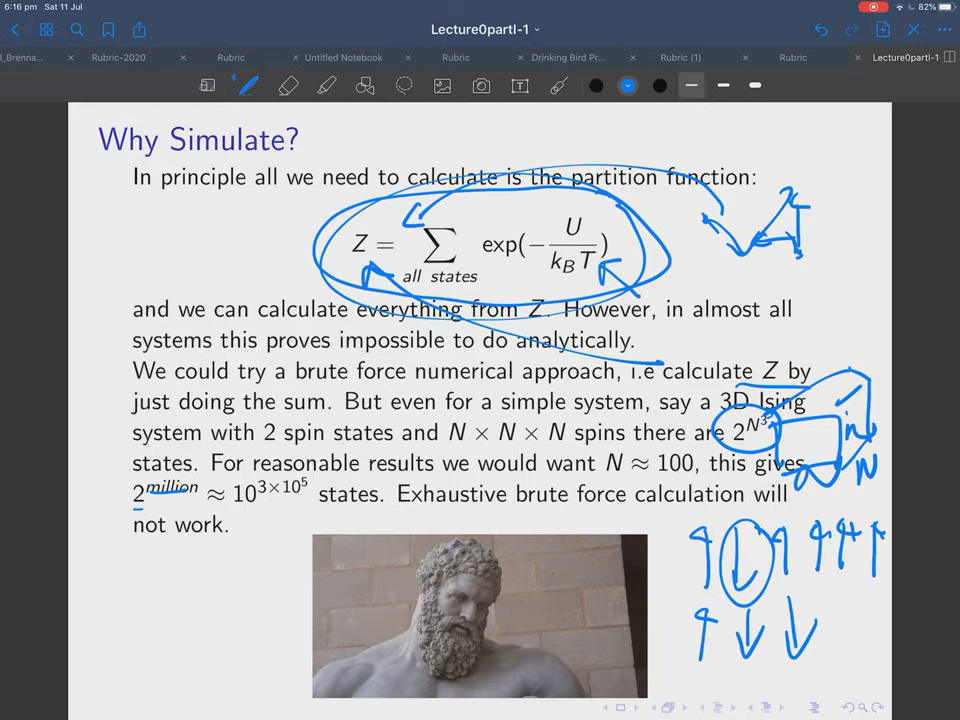 6:16 pm Sat 11 Jul
82%
Lecture0partI-1
l_Brenna...
Rubric-2020
Rubric
Untitled Notebook
Rubric
Drinking Bird Pr...
Rubric (1)
Rubric
Lecture0partI-1
T
Why Simulate?
In principle all we need to calculate is the partition function:
Z = ∑ exp(−U/k_B T)
all states
and we can calculate everything from Z. However, in almost all
systems this proves impossible to do analytically.
We could try a brute force numerical approach, i.e calculate Z by
just doing the sum. But even for a simple system, say a 3D Ising
system with 2 spin states and N × N × N spins there are 2^{N^3}
states. For reasonable results we would want N ≈ 100, this gives
2^{million} ≈ 10^{3×10^5} states. Exhaustive brute force calculation will
not work.
N